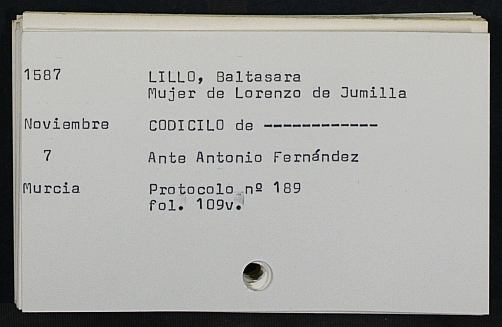 1587 LILLO, Baltasara
Mujer de Lorenzo de Jumilla
Noviembre CODICILO de ------------
7 Ante Antonio Fernández
Murcia Protocolo nº 189
fol. 109v.